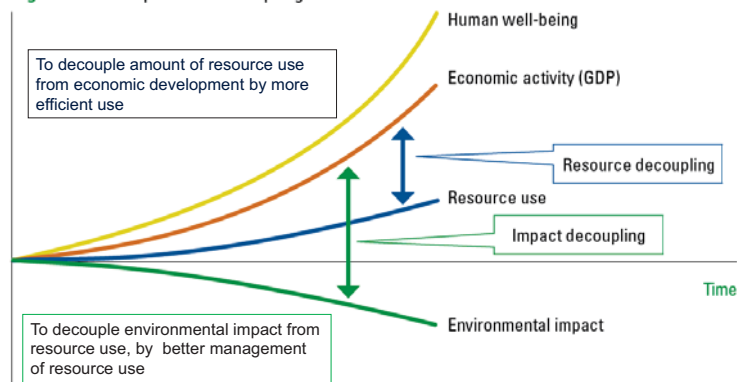 Human well-being
To decouple amount of resource use
from economic development by more
efficient use
Economic activity (GDP)
Resource decoupling
Resource use
Impact decoupling
Time
To decouple environmental impact from
resource use, by better management
of resource use
Environmental impact